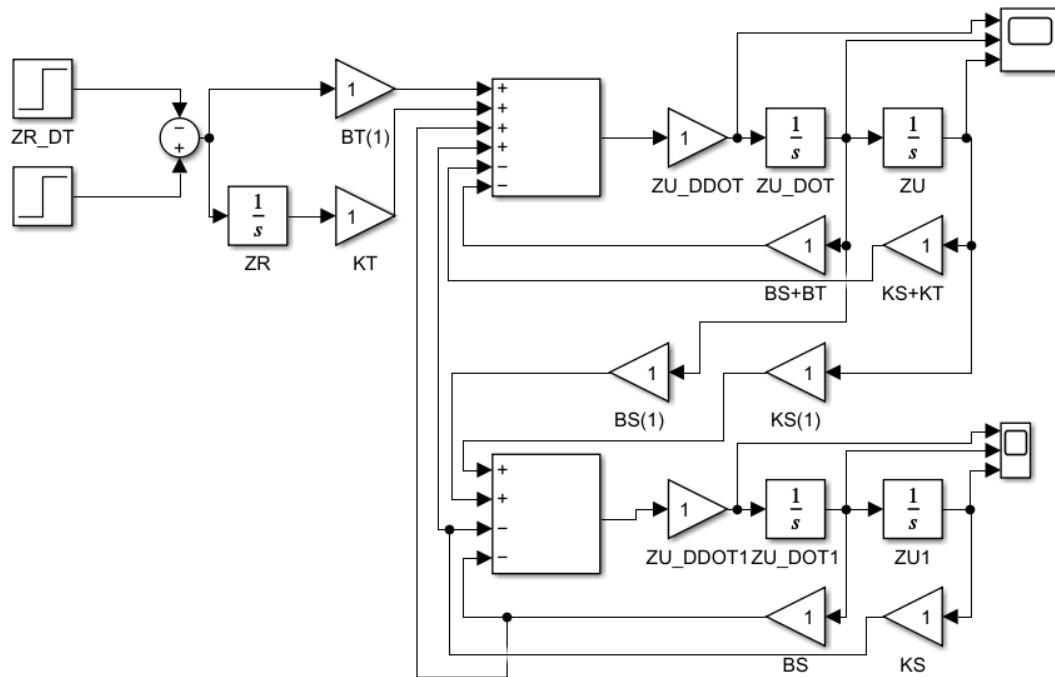 ZR_DT
−
+
1
BT(1)
1
s
ZR
1
KT
+
+
+
+
−
−
1
ZU_DDOT
1
s
ZU_DOT
1
s
ZU
1
BS+BT
1
KS+KT
1
BS(1)
1
KS(1)
+
+
−
−
1
ZU_DDOT1
1
s
ZU_DOT1
1
s
ZU1
1
BS
1
KS